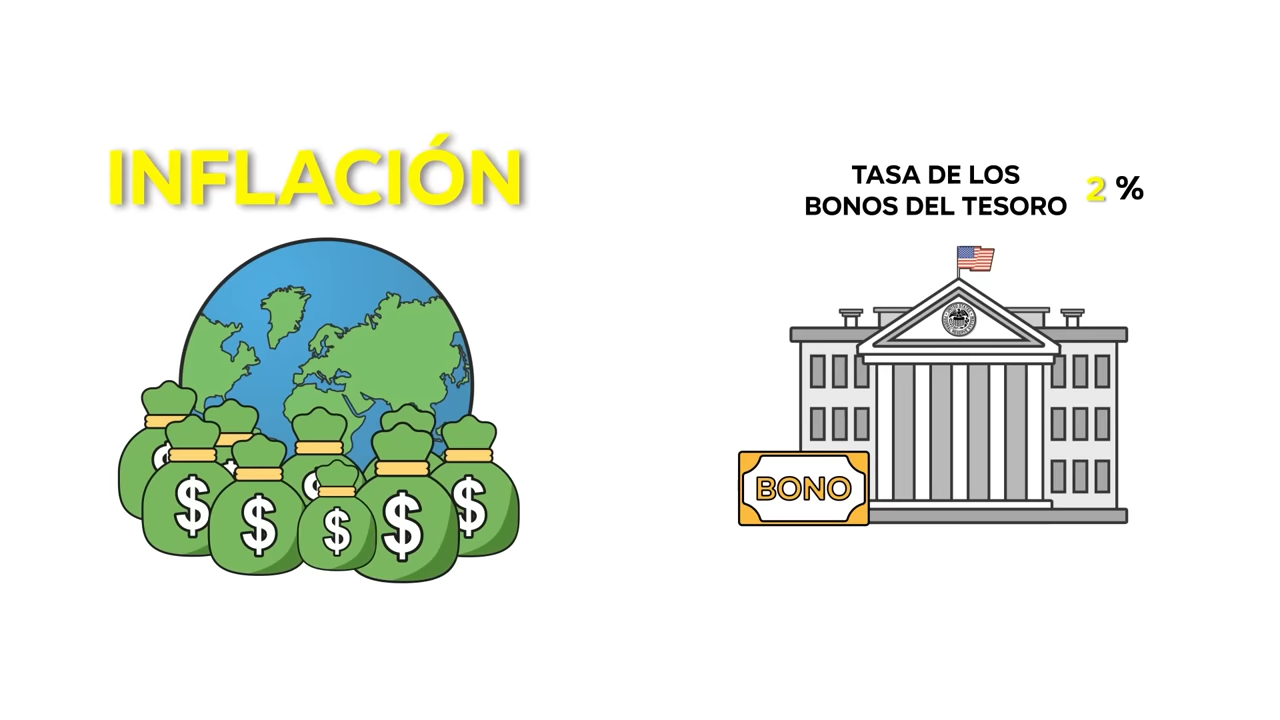 INFLACIÓN
TASA DE LOS
BONOS DEL TESORO 2 %
BONO
$ $ $ $ $